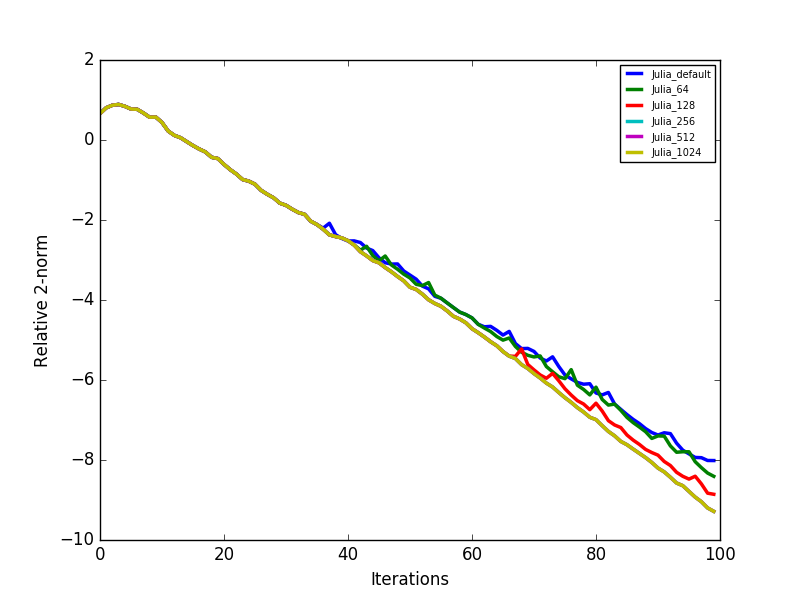 2
0
−2
−4
−6
−8
−10
0 20 40 60 80 100
Relative 2-norm
Iterations
Julia_default
Julia_64
Julia_128
Julia_256
Julia_512
Julia_1024